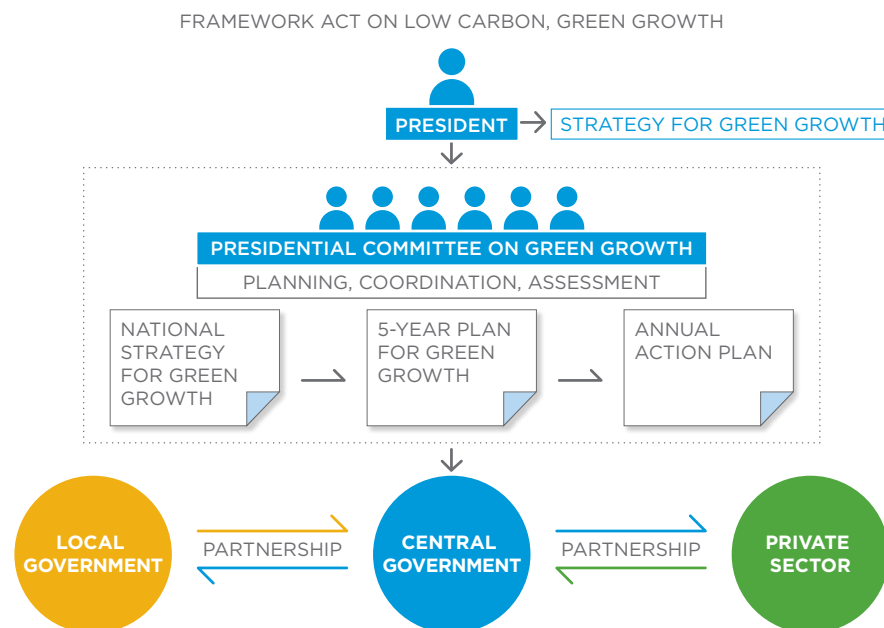 FRAMEWORK ACT ON LOW CARBON, GREEN GROWTH
PRESIDENT
STRATEGY FOR GREEN GROWTH
PRESIDENTIAL COMMITTEE ON GREEN GROWTH
PLANNING, COORDINATION, ASSESSMENT
NATIONAL
STRATEGY
FOR GREEN
GROWTH
5-YEAR PLAN
FOR GREEN
GROWTH
ANNUAL
ACTION PLAN
LOCAL
GOVERNMENT
PARTNERSHIP
CENTRAL
GOVERNMENT
PARTNERSHIP
PRIVATE
SECTOR